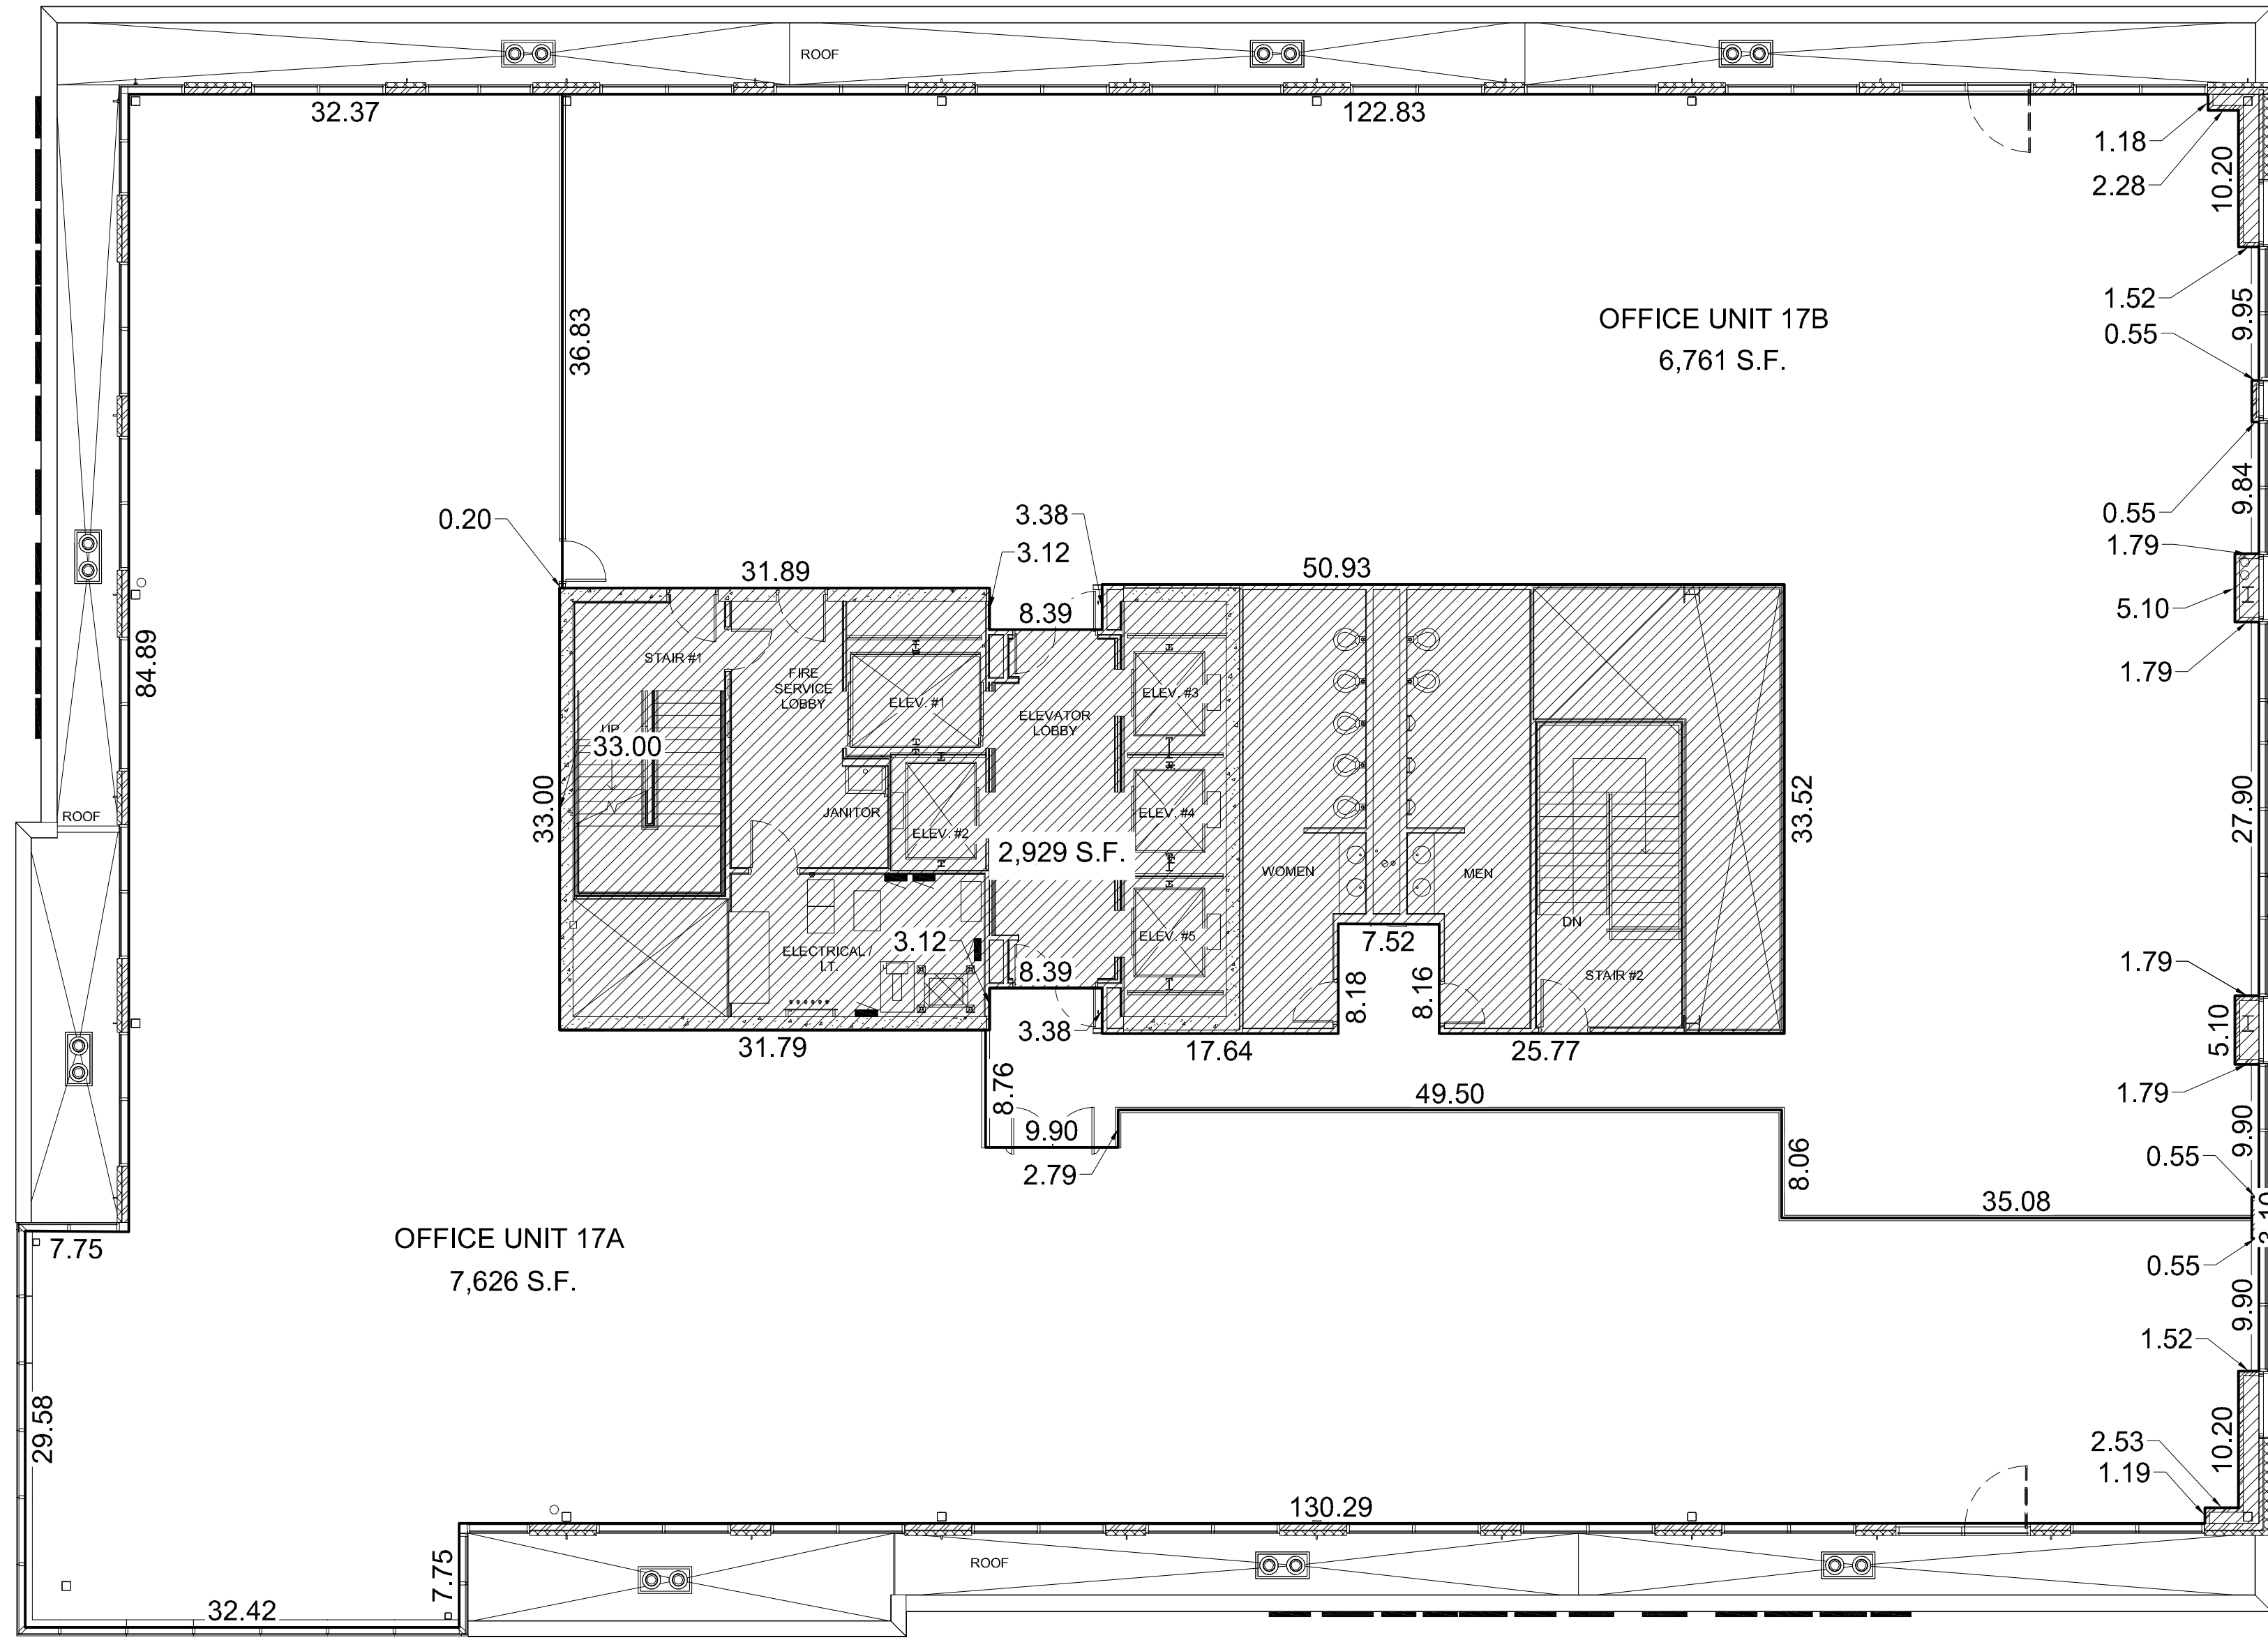 ROOF
32.37
122.83
1.18
2.28
10.20
OFFICE UNIT 17B
6,761 S.F.
1.52
9.95
0.55
36.83
9.84
0.20
3.38
3.12
0.55
1.79
31.89
50.93
8.39
5.10
1.79
84.89
STAIR #1
FIRE
SERVICE
LOBBY
ELEV. #1
ELEVATOR
LOBBY
ELEV. #3
UP
33.00
33.00
ROOF
JANITOR
ELEV. #2
ELEV. #4
2,929 S.F.
33.52
27.90
WOMEN
MEN
DN
3.12
ELECTRICAL /
I.T.
8.39
ELEV. #5
7.52
STAIR #2
1.79
8.18
8.16
5.10
3.38
31.79
17.64
25.77
8.76
49.50
1.79
9.90
9.90
2.79
8.06
0.55
35.08
3.10
OFFICE UNIT 17A
7,626 S.F.
7.75
0.55
9.90
1.52
29.58
10.20
2.53
1.19
130.29
ROOF
7.75
32.42